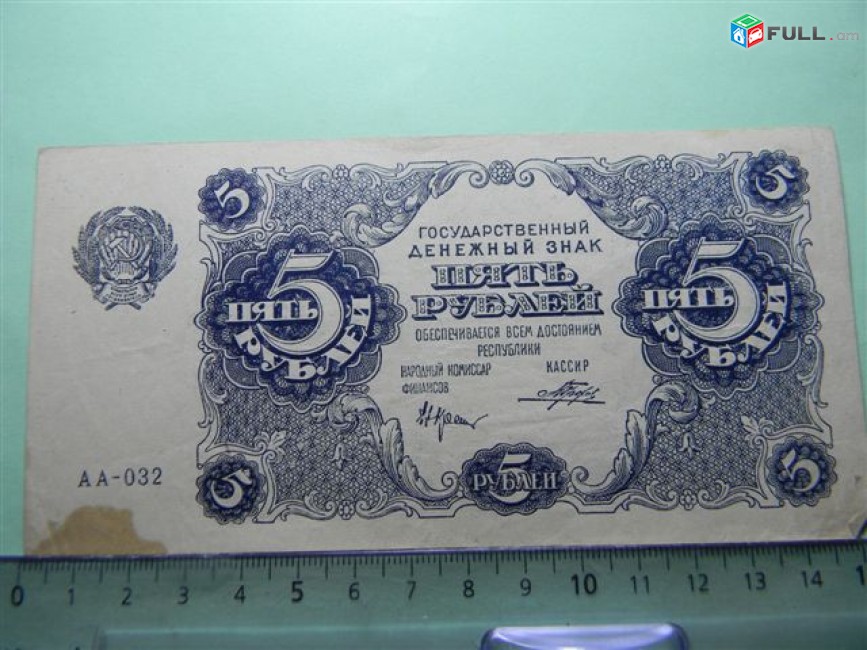 FULL.am
5
5
ГОСУДАРСТВЕННЫЙ
ДЕНЕЖНЫЙ ЗНАК
ПЯТЬ
РУБЛЕЙ
5
ПЯТЬ
РУБЛЕЙ
5
ПЯТЬ
РУБЛЕЙ
ОБЕСПЕЧИВАЕТСЯ ВСЕМ ДОСТОЯНИЕМ
РЕСПУБЛИКИ
НАРОДНЫЙ КОМИССАР
ФИНАНСОВ
КАССИР
АА-032
5
5
РУБЛЕЙ
5
0 1 2 3 4 5 6 7 8 9 10 11 12 13 14